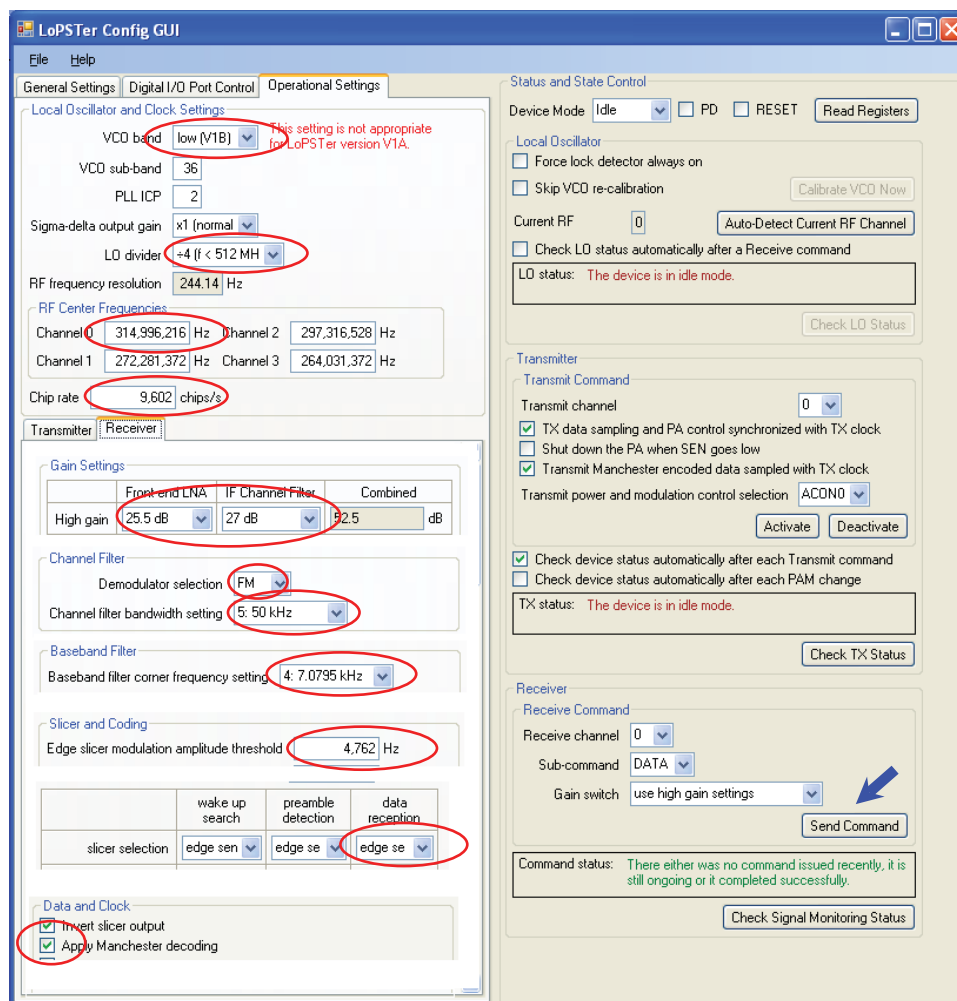 LoPSTer Config GUI
File Help
General Settings Digital I/O Port Control Operational Settings
Local Oscillator and Clock Settings
VCO band low (V1B)
This setting is not appropriate
for LoPSTer version V1A.
VCO sub-band 36
PLL ICP 2
Sigma-delta output gain x1 (normal
LO divider ÷4 (f < 512 MH
RF frequency resolution 244.14 Hz
RF Center Frequencies
Channel 0 314,996,216 Hz Channel 2 297,316,528 Hz
Channel 1 272,281,372 Hz Channel 3 264,031,372 Hz
Chip rate 9,602 chips/s
Transmitter Receiver
Gain Settings
Front end LNA IF Channel Filter Combined
High gain 25.5 dB 27 dB 52.5 dB
Channel Filter
Demodulator selection FM
Channel filter bandwidth setting 5: 50 kHz
Baseband Filter
Baseband filter corner frequency setting 4: 7.0795 kHz
Slicer and Coding
Edge slicer modulation amplitude threshold 4,762 Hz
wake up search preamble detection data reception
slicer selection edge sen edge se edge se
Data and Clock
Invert slicer output
Apply Manchester decoding
Status and State Control
Device Mode Idle PD RESET Read Registers
Local Oscillator
Force lock detector always on
Skip VCO re-calibration Calibrate VCO Now
Current RF 0 Auto-Detect Current RF Channel
Check LO status automatically after a Receive command
LO status: The device is in idle mode.
Check LO Status
Transmitter
Transmit Command
Transmit channel 0
TX data sampling and PA control synchronized with TX clock
Shut down the PA when SEN goes low
Transmit Manchester encoded data sampled with TX clock
Transmit power and modulation control selection ACON0
Activate Deactivate
Check device status automatically after each Transmit command
Check device status automatically after each PAM change
TX status: The device is in idle mode.
Check TX Status
Receiver
Receive Command
Receive channel 0
Sub-command DATA
Gain switch use high gain settings
Send Command
Command status: There either was no command issued recently, it is
still ongoing or it completed successfully.
Check Signal Monitoring Status